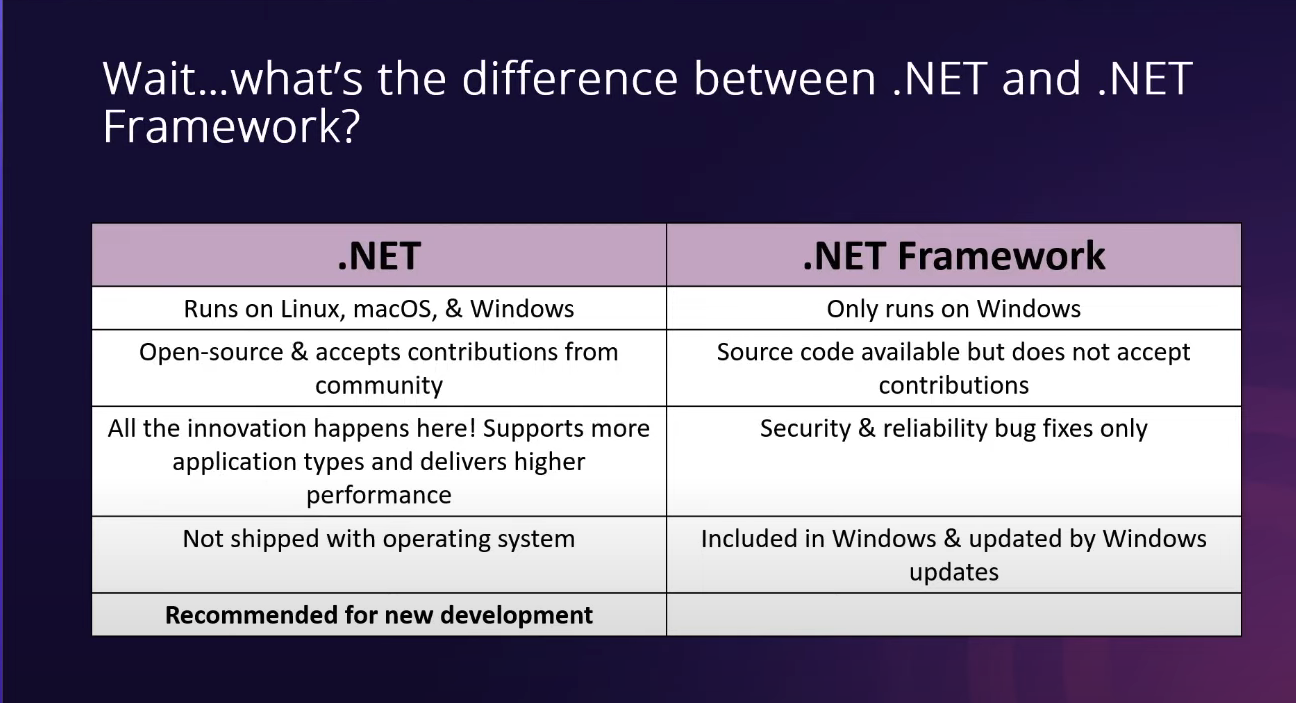 Wait...what's the difference between .NET and .NET
Framework?
.NET
.NET Framework
Runs on Linux, macOS, & Windows
Only runs on Windows
Open-source & accepts contributions from
community
Source code available but does not accept
contributions
All the innovation happens here! Supports more
application types and delivers higher
performance
Security & reliability bug fixes only
Not shipped with operating system
Included in Windows & updated by Windows
updates
Recommended for new development